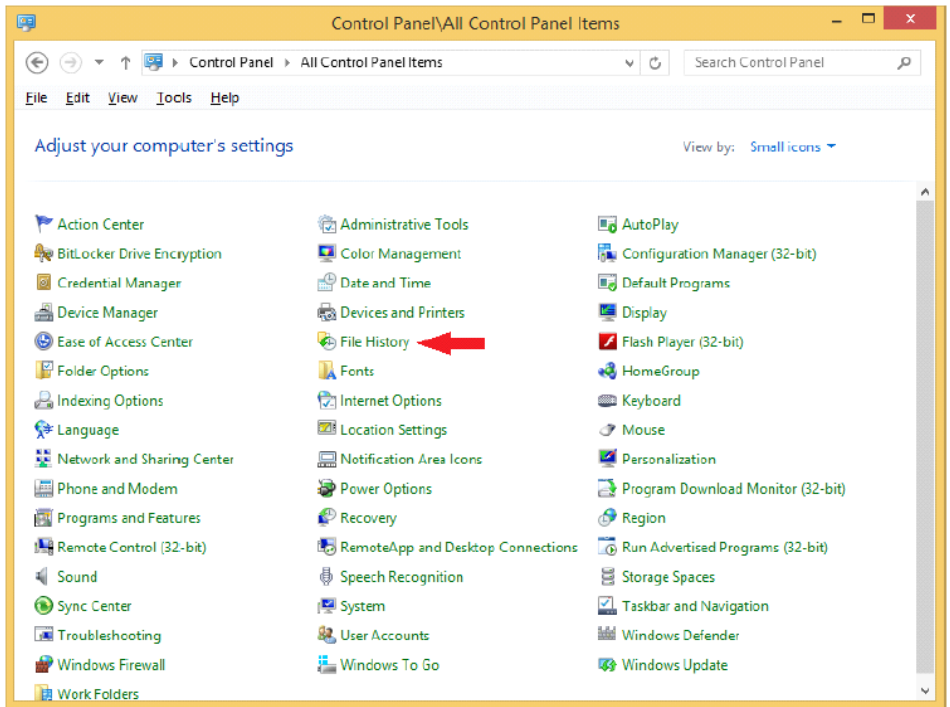 Control Panel\All Control Panel Items
Control Panel All Control Panel Items Search Control Panel
File Edit View Tools Help
Adjust your computer's settings View by: Small icons
Action Center Administrative Tools AutoPlay
BitLocker Drive Encryption Color Management Configuration Manager (32-bit)
Credential Manager Date and Time Default Programs
Device Manager Devices and Printers Display
Ease of Access Center File History Flash Player (32-bit)
Folder Options Fonts HomeGroup
Indexing Options Internet Options Keyboard
Language Location Settings Mouse
Network and Sharing Center Notification Area Icons Personalization
Phone and Modem Power Options Program Download Monitor (32-bit)
Programs and Features Recovery Region
Remote Control (32-bit) RemoteApp and Desktop Connections Run Advertised Programs (32-bit)
Sound Speech Recognition Storage Spaces
Sync Center System Taskbar and Navigation
Troubleshooting User Accounts Windows Defender
Windows Firewall Windows To Go Windows Update
Work Folders